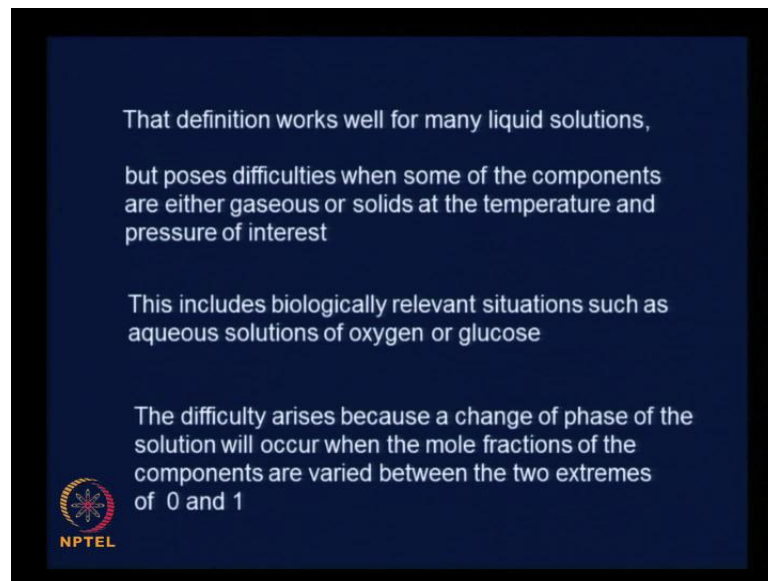 That definition works well for many liquid solutions,
but poses difficulties when some of the components
are either gaseous or solids at the temperature and
pressure of interest
This includes biologically relevant situations such as
aqueous solutions of oxygen or glucose
The difficulty arises because a change of phase of the
solution will occur when the mole fractions of the
components are varied between the two extremes
of 0 and 1
NPTEL